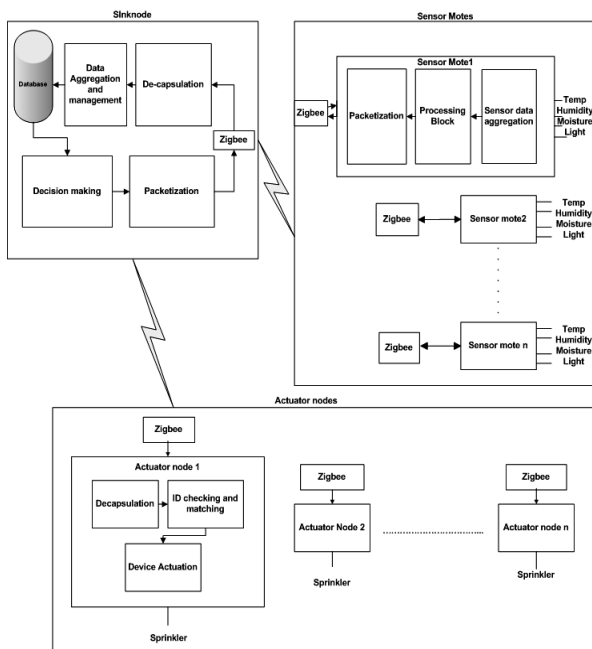 SInknode
Database
Data
Aggregation
and
management
De-capsulation
Zigbee
Decision making
Packetization
Sensor Motes
Sensor Mote1
Zigbee
Packetization
Processing
Block
Sensor data
aggregation
Temp
Humidity
Moisture
Light
Zigbee
Sensor mote2
Temp
Humidity
Moisture
Light
Zigbee
Sensor mote n
Temp
Humidity
Moisture
Light
Actuator nodes
Zigbee
Actuator node 1
Decapsulation
ID checking and
matching
Device Actuation
Sprinkler
Zigbee
Actuator Node 2
Sprinkler
Zigbee
Actuator node n
Sprinkler